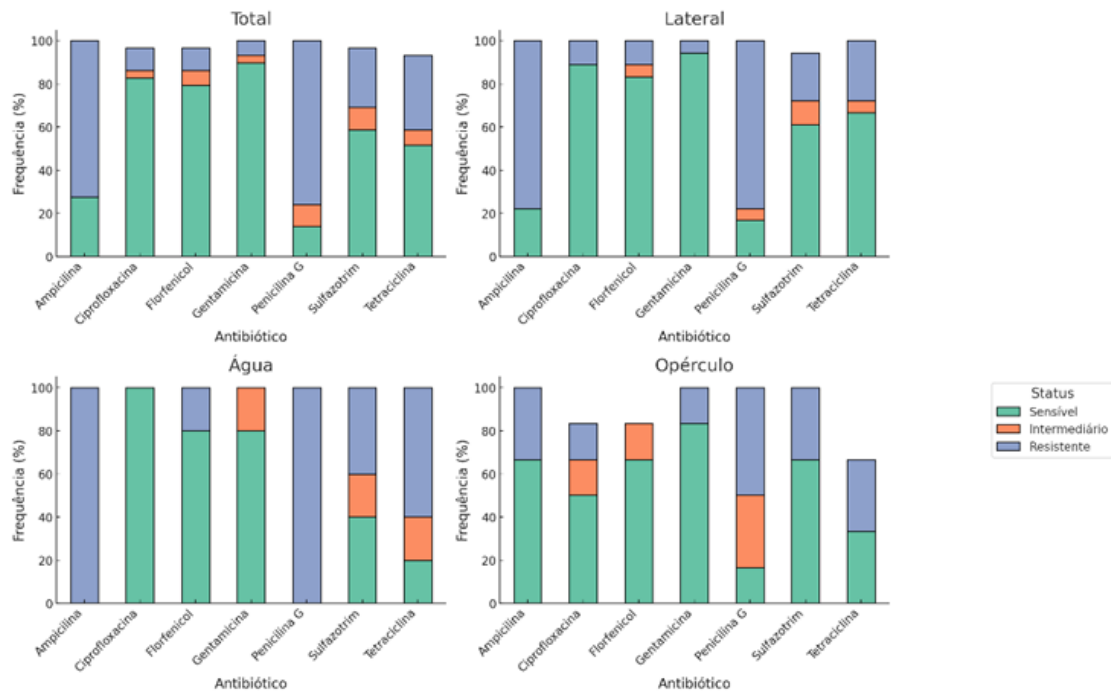 Total
Frequência (%)
100
80
60
40
20
0
Ampicilina
Ciprofloxacina
Florfenicol
Gentamicina
Penicilina G
Sulfazotrim
Tetraciclina
Antibiótico
Lateral
Frequência (%)
100
80
60
40
20
0
Ampicilina
Ciprofloxacina
Florfenicol
Gentamicina
Penicilina G
Sulfazotrim
Tetraciclina
Antibiótico
Água
Frequência (%)
100
80
60
40
20
0
Ampicilina
Ciprofloxacina
Florfenicol
Gentamicina
Penicilina G
Sulfazotrim
Tetraciclina
Antibiótico
Opérculo
Frequência (%)
100
80
60
40
20
0
Ampicilina
Ciprofloxacina
Florfenicol
Gentamicina
Penicilina G
Sulfazotrim
Tetraciclina
Antibiótico
Status
Sensível
Intermediário
Resistente